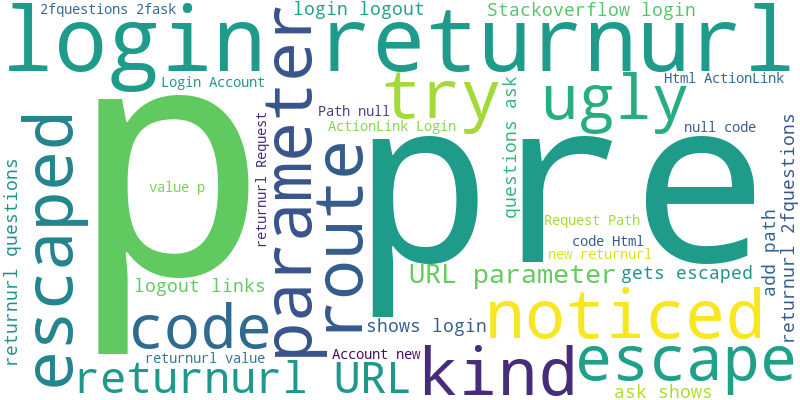 2fquestions 2fask
login logout
Stackoverflow login
login returnurl
Login Account
try
ugly
Html ActionLink
Path null
ActionLink Login
null code
escaped
p
pre
parameter
route
returnurl Request
questions ask
value p
returnurl questions
Request Path
code Html
new returnurl
add path
returnurl 2fquestions
URL parameter
gets escaped
logout links
code
noticed
shows login
escape
returnurl value
Account new
kind
returnurl URL
ask shows